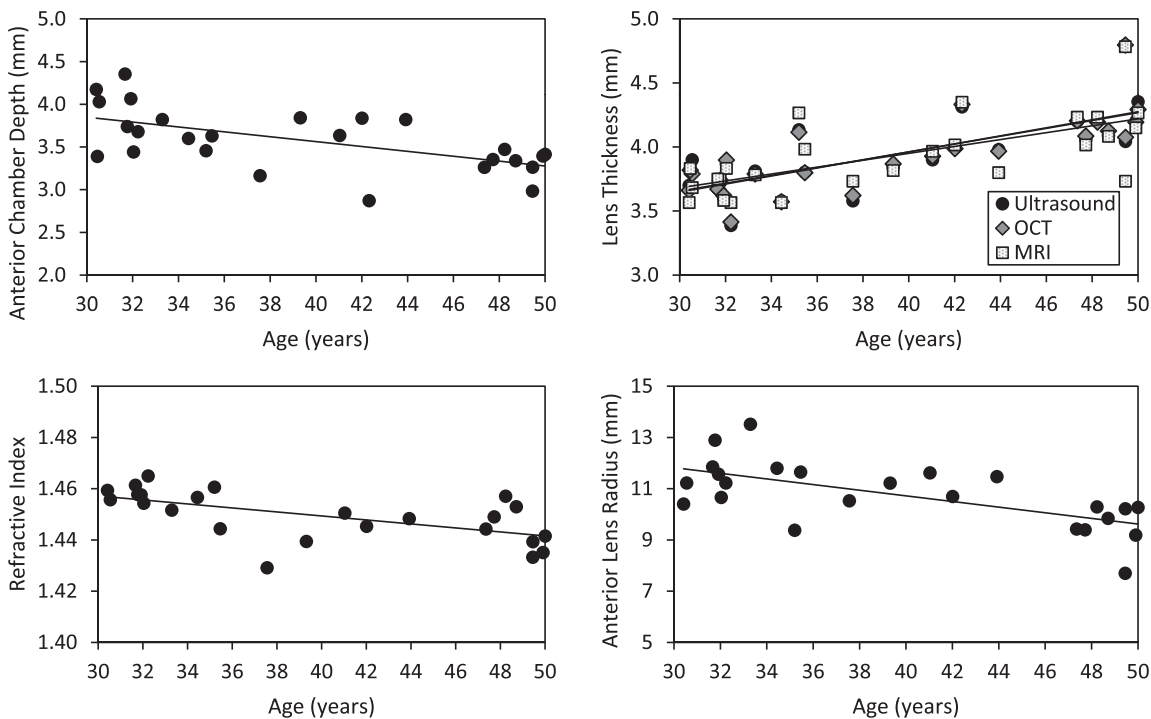 Anterior Chamber Depth (mm)
5.0
4.5
4.0
3.5
3.0
2.5
2.0
30 32 34 36 38 40 42 44 46 48 50
Age (years)
Lens Thickness (mm)
5.0
4.5
4.0
3.5
3.0
Ultrasound
OCT
MRI
30 32 34 36 38 40 42 44 46 48 50
Age (years)
Refractive Index
1.50
1.48
1.46
1.44
1.42
1.40
30 32 34 36 38 40 42 44 46 48 50
Age (years)
Anterior Lens Radius (mm)
15
13
11
9
7
5
30 32 34 36 38 40 42 44 46 48 50
Age (years)